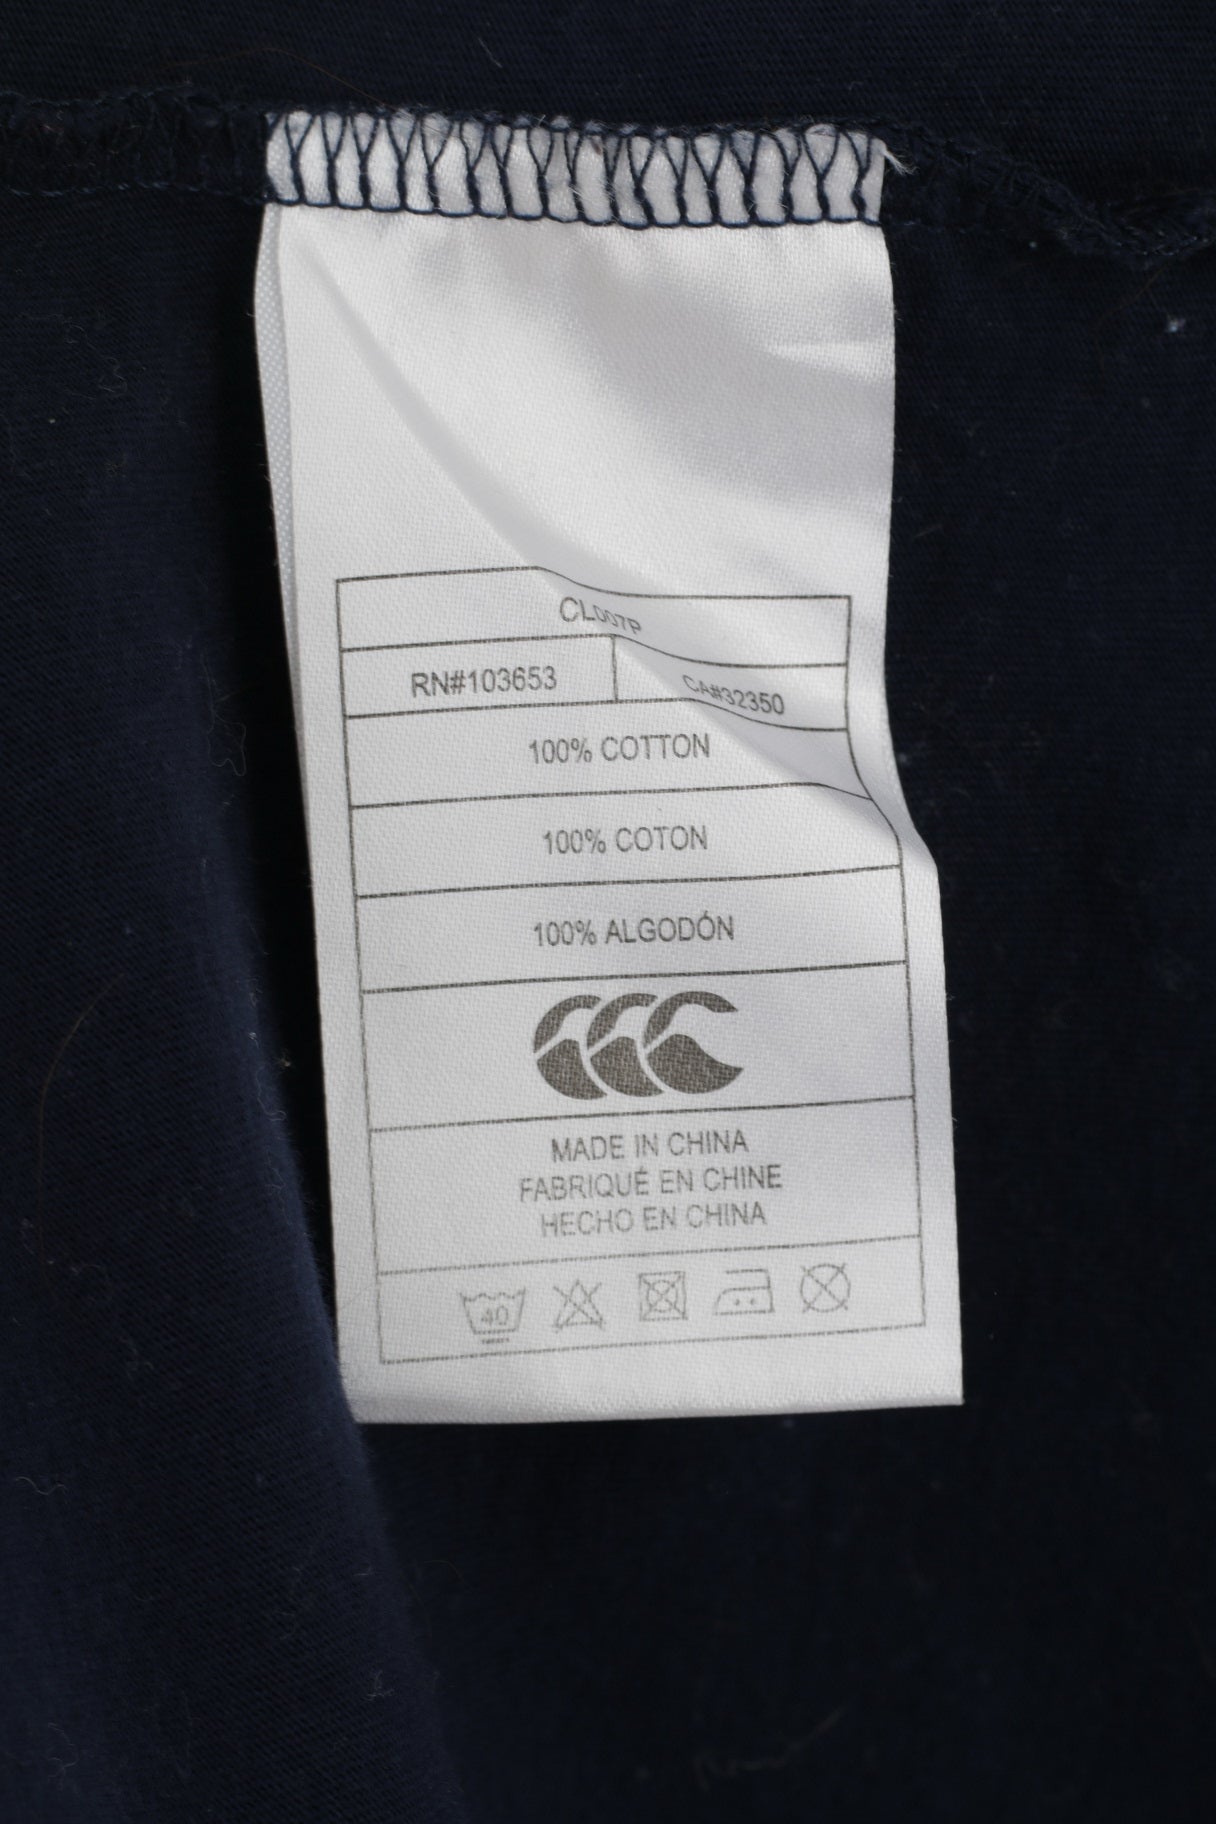 CL007P
RN#103653 CA#32350
100% COTTON
100% COTON
100% ALGODÓN
MADE IN CHINA
FABRIQUÉ EN CHINE
HECHO EN CHINA
40